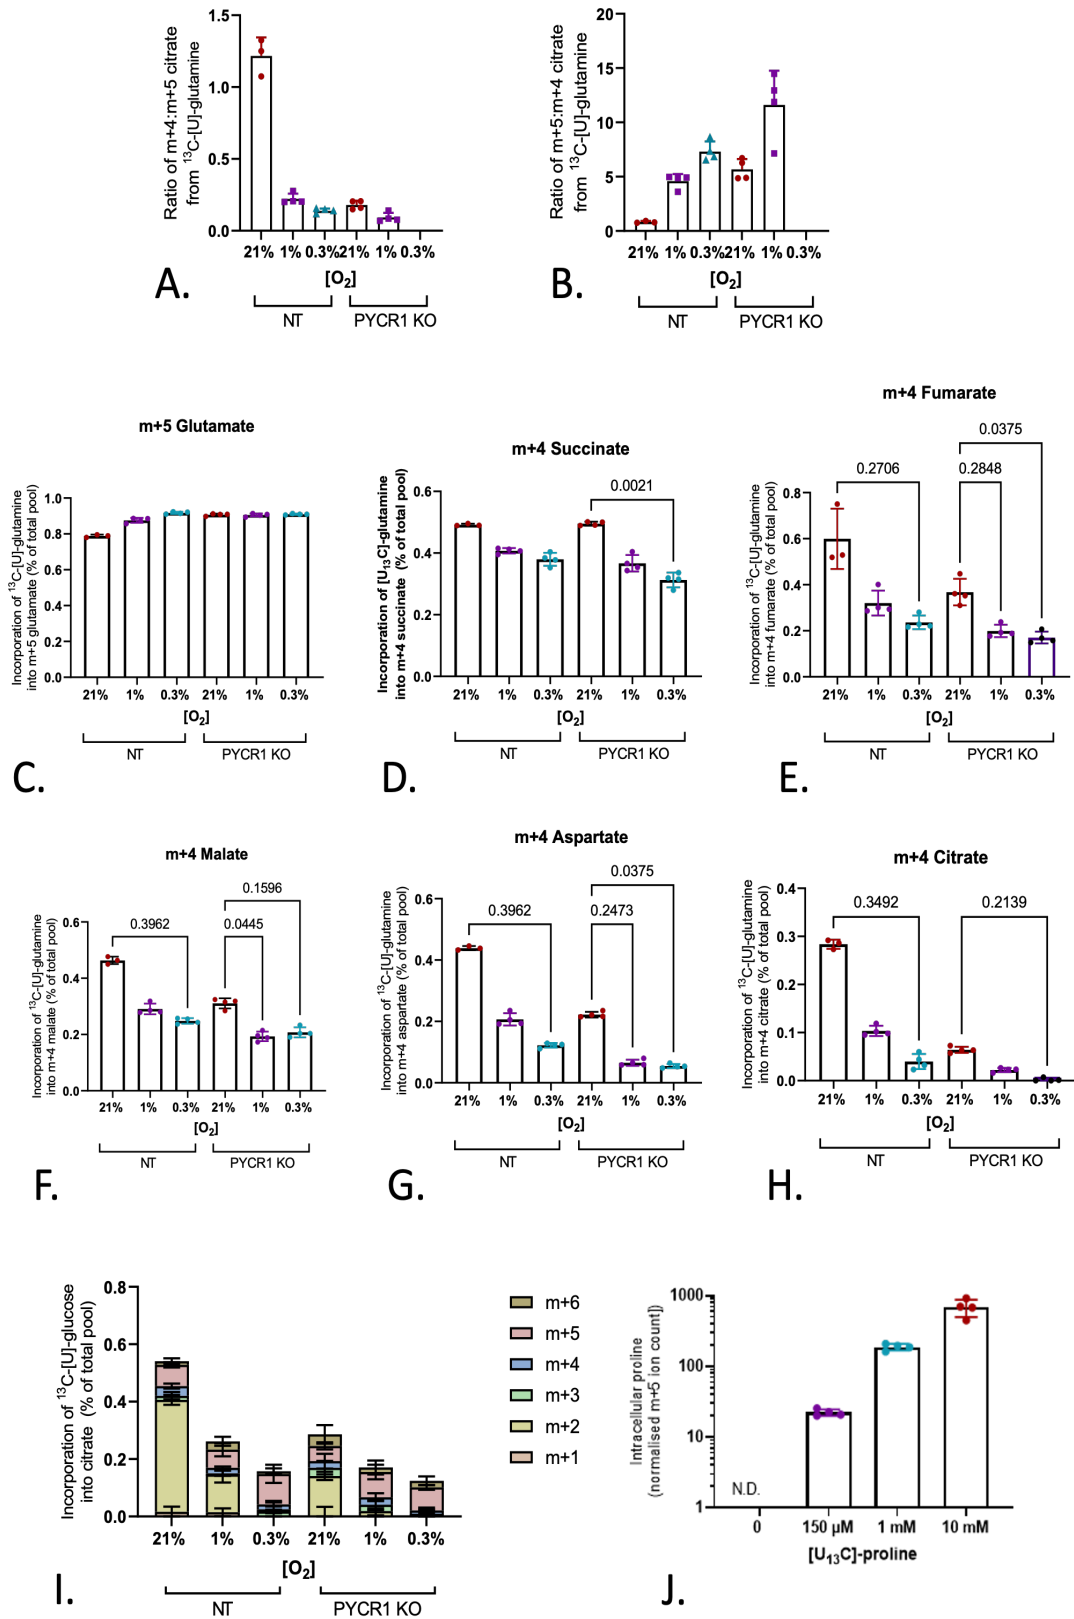 Ratio of m+4:m+5 citrate
from 13C-[U]-glutamine
1.5
1.0
0.5
0.0
21% 1% 0.3% 21% 1% 0.3%
[O2]
NT PYCR1 KO
A.
Ratio of m+5:m+4 citrate
from 13C-[U]-glutamine
20
15
10
5
0
21% 1% 0.3% 21% 1% 0.3%
[O2]
NT PYCR1 KO
B.
m+5 Glutamate
Incorporation of 13C-[U]-glutamine
into m+5 glutamate (% of total pool)
1.0
0.8
0.6
0.4
0.2
0.0
21% 1% 0.3% 21% 1% 0.3%
[O2]
NT PYCR1 KO
C.
m+4 Succinate
Incorporation of [U13C]-glutamine
into m+4 succinate (% of total pool)
0.6
0.4
0.2
0.0
0.0021
21% 1% 0.3% 21% 1% 0.3%
[O2]
NT PYCR1 KO
D.
m+4 Fumarate
Incorporation of 13C-[U]-glutamine
into m+4 fumarate (% of total pool)
0.8
0.6
0.4
0.2
0.0
0.0375
0.2706 0.2848
21% 1% 0.3% 21% 1% 0.3%
[O2]
NT PYCR1 KO
E.
m+4 Malate
Incorporation of 13C-[U]-glutamine
into m+4 malate (% of total pool)
0.6
0.4
0.2
0.0
0.1596
0.3962 0.0445
21% 1% 0.3% 21% 1% 0.3%
[O2]
NT PYCR1 KO
F.
m+4 Aspartate
Incorporation of 13C-[U]-glutamine
into m+4 aspartate (% of total pool)
0.6
0.4
0.2
0.0
0.0375
0.3962 0.2473
21% 1% 0.3% 21% 1% 0.3%
[O2]
NT PYCR1 KO
G.
m+4 Citrate
Incorporation of 13C-[U]-glutamine
into m+4 citrate (% of total pool)
0.4
0.3
0.2
0.1
0.0
0.3492 0.2139
21% 1% 0.3% 21% 1% 0.3%
[O2]
NT PYCR1 KO
H.
Incorporation of 13C-[U]-glucose
into citrate (% of total pool)
0.8
0.6
0.4
0.2
0.0
21% 1% 0.3% 21% 1% 0.3%
[O2]
NT PYCR1 KO
m+6
m+5
m+4
m+3
m+2
m+1
I.
Intracellular proline
(normalised m+5 ion count])
1000
100
10
1
N.D.
0 150 µM 1 mM 10 mM
[U13C]-proline
J.